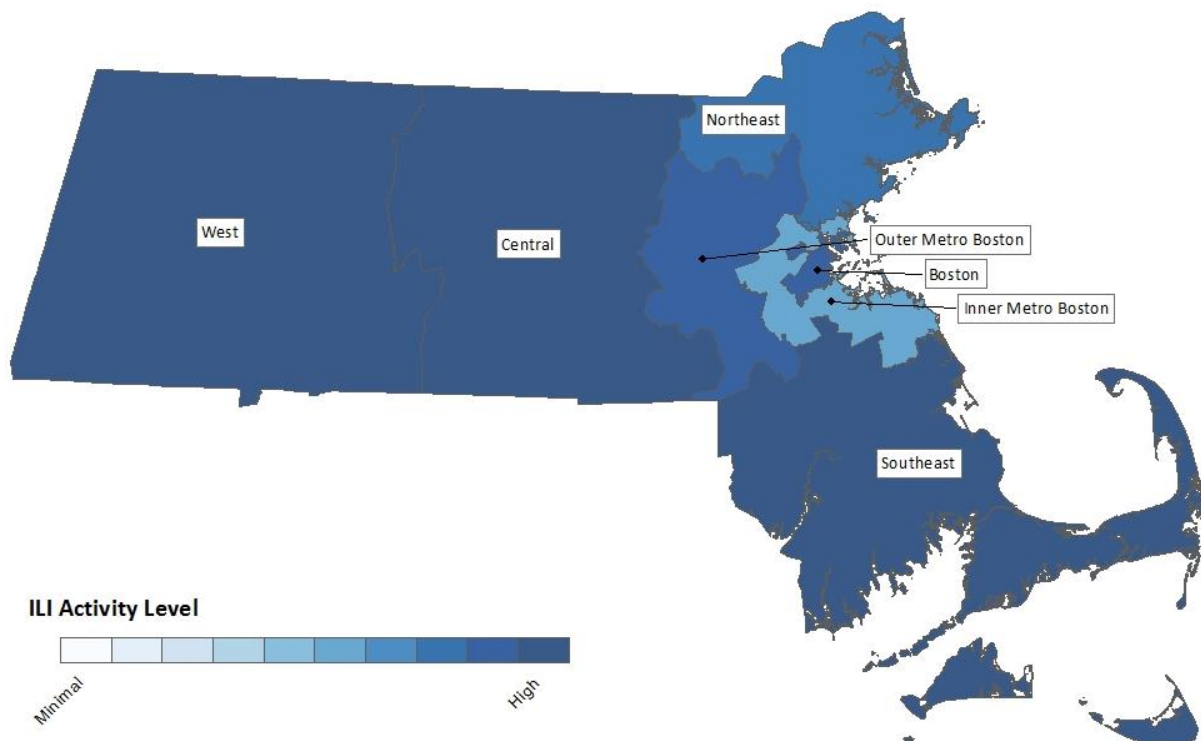 Northeast
West
Central
Outer Metro Boston
Boston
Inner Metro Boston
Southeast
ILI Activity Level
Minimal
High